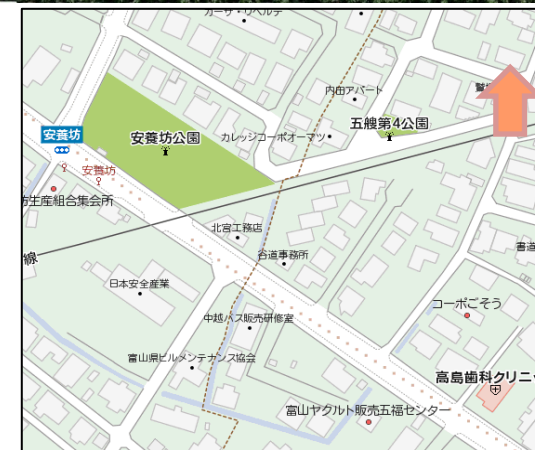 カーサ・リベルテ
内田アパート
五艘第4公園
安養坊
安養坊公園
カレッジコーポオーマツ
安養坊
生産組合集会所
北宮工務店
線
谷道事務所
書道
日本安全産業
コーポごそう
中越バス販売研修室
富山県ビルメンテナンス協会
高島歯科クリニッ
富山ヤクルト販売五福センター